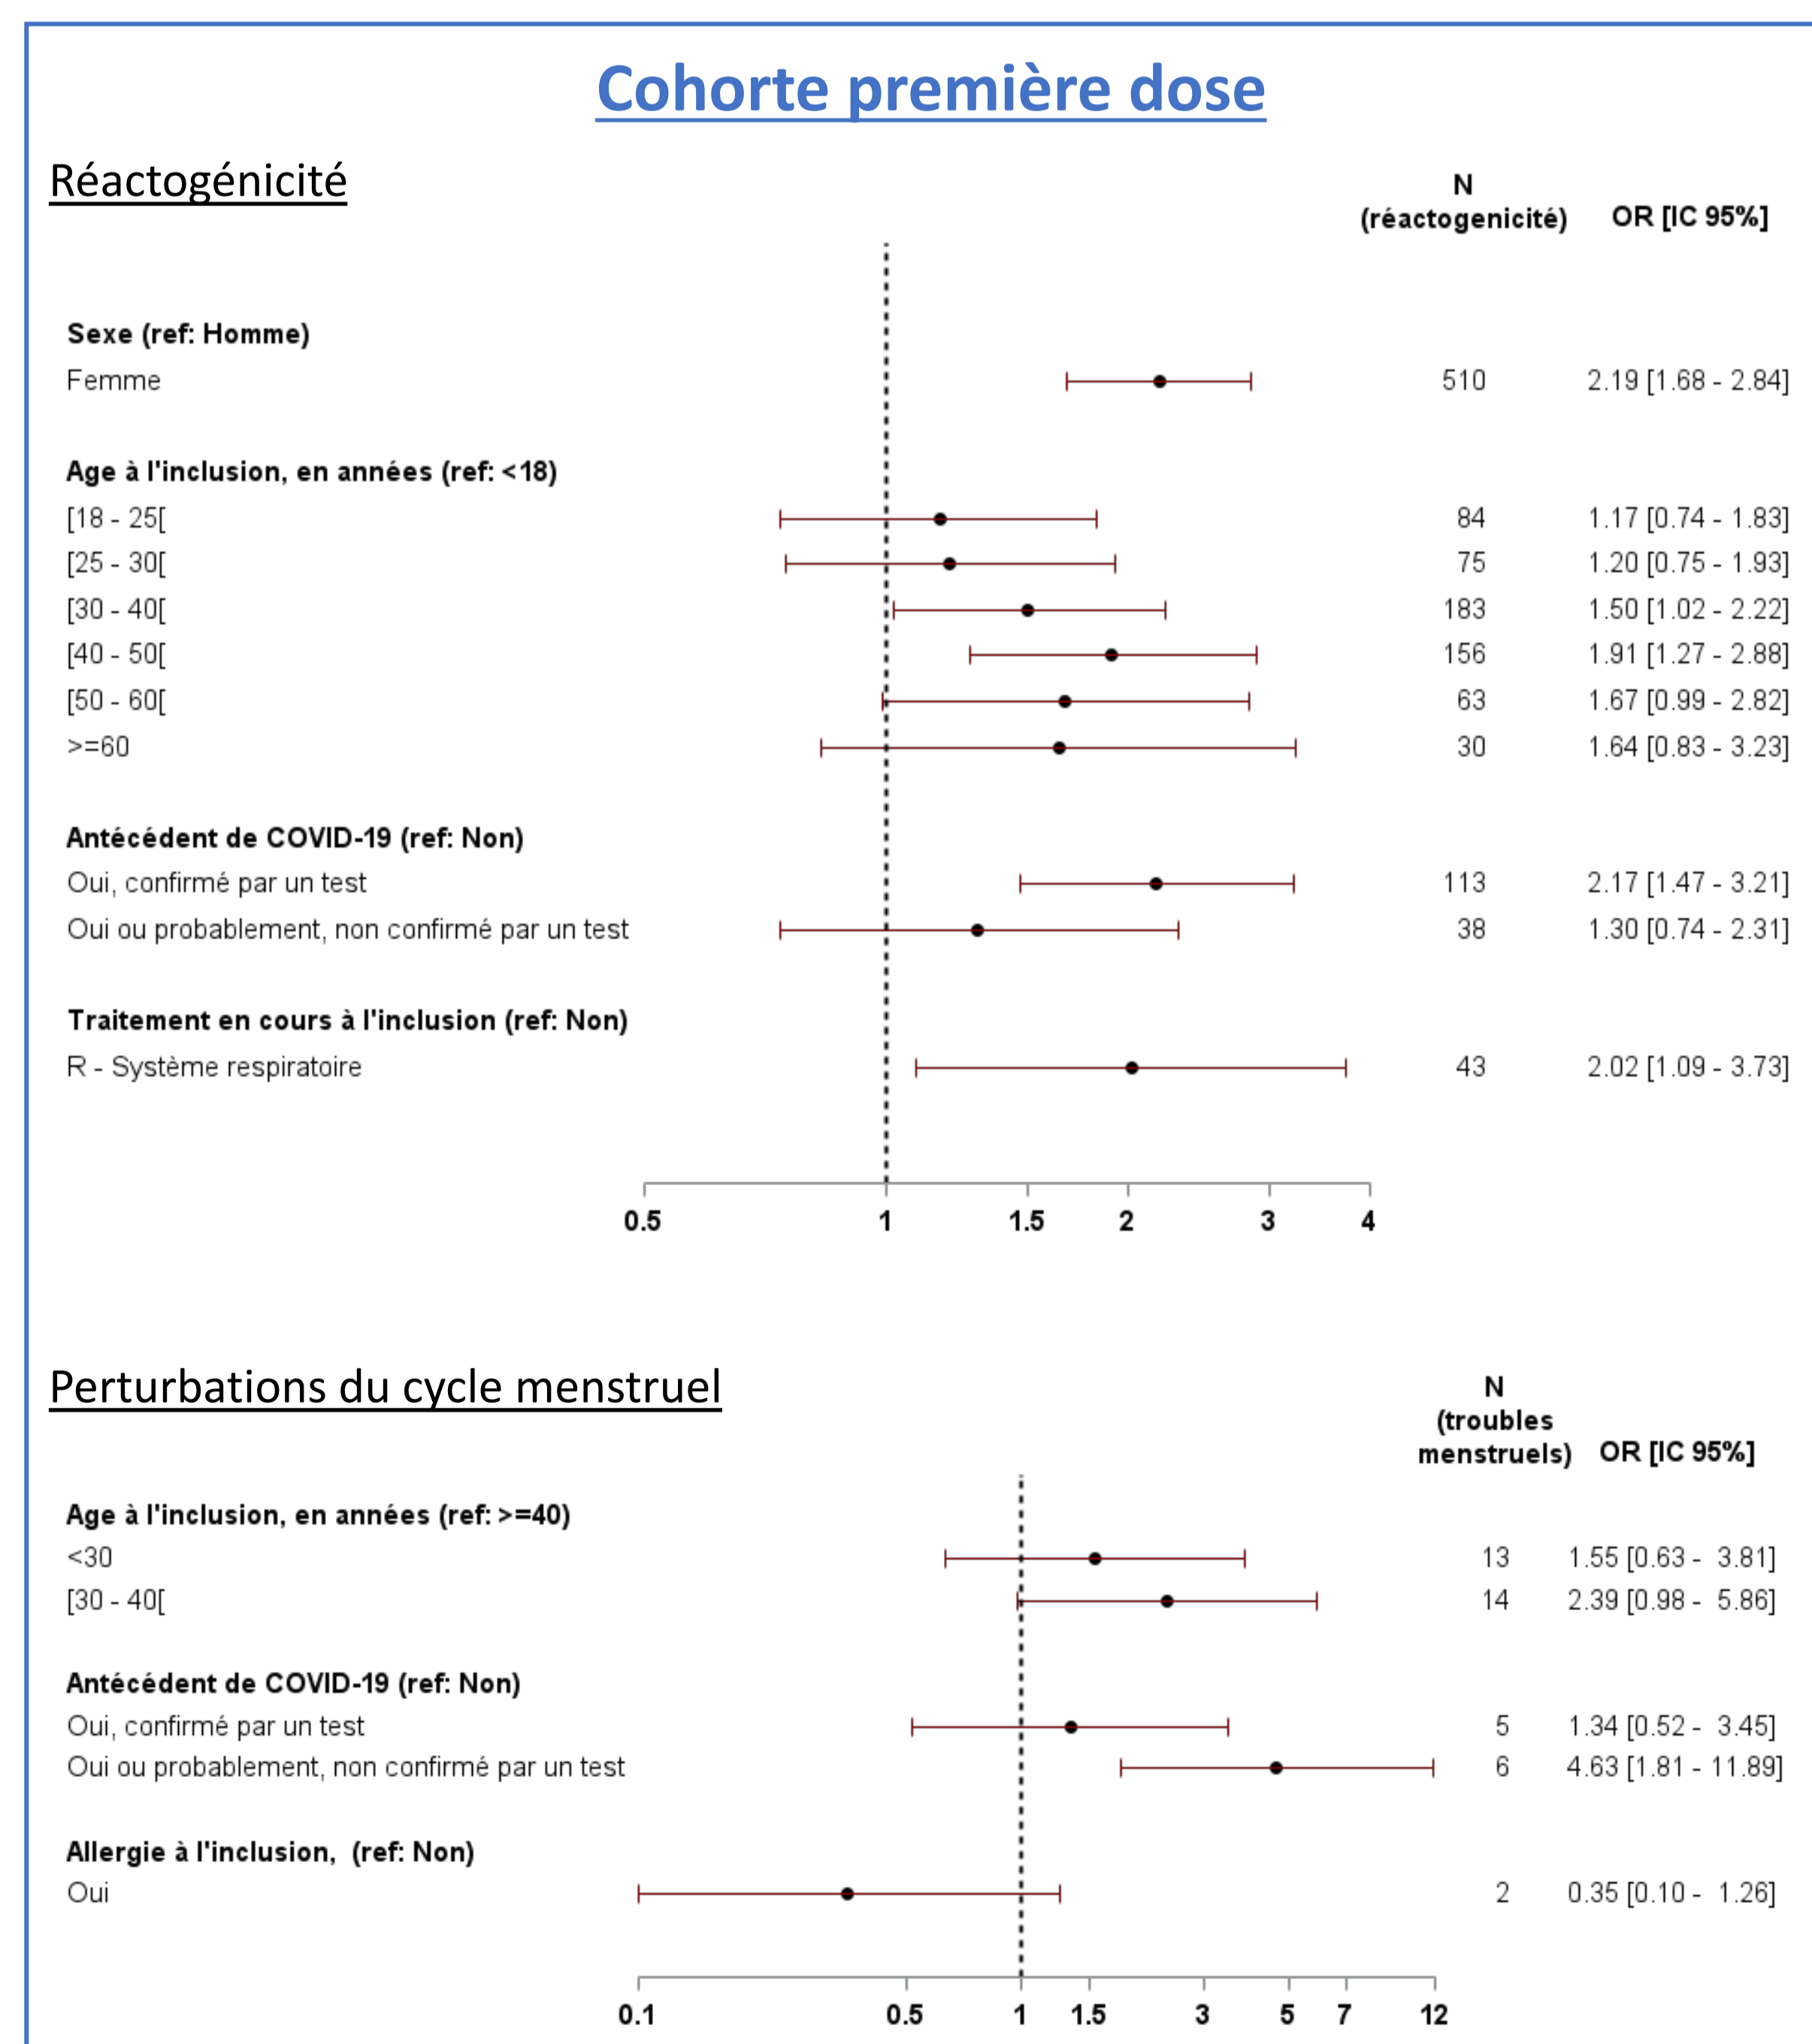 Cohorte première dose
Réactogénicité
N
(réactogenicité) OR [IC 95%]
Sexe (ref: Homme)
Femme 510 2.19 [1.68 - 2.84]
Age à l'inclusion, en années (ref: <18)
[18 - 25[ 84 1.17 [0.74 - 1.83]
[25 - 30[ 75 1.20 [0.75 - 1.93]
[30 - 40[ 183 1.50 [1.02 - 2.22]
[40 - 50[ 156 1.91 [1.27 - 2.88]
[50 - 60[ 63 1.67 [0.99 - 2.82]
>=60 30 1.64 [0.83 - 3.23]
Antécédent de COVID-19 (ref: Non)
Oui, confirmé par un test 113 2.17 [1.47 - 3.21]
Oui ou probablement, non confirmé par un test 38 1.30 [0.74 - 2.31]
Traitement en cours à l'inclusion (ref: Non)
R - Système respiratoire 43 2.02 [1.09 - 3.73]
0.5 1 1.5 2 3 4
Perturbations du cycle menstruel
N
(troubles
menstruels) OR [IC 95%]
Age à l'inclusion, en années (ref: >=40)
<30 13 1.55 [0.63 - 3.81]
[30 - 40[ 14 2.39 [0.98 - 5.86]
Antécédent de COVID-19 (ref: Non)
Oui, confirmé par un test 5 1.34 [0.52 - 3.45]
Oui ou probablement, non confirmé par un test 6 4.63 [1.81 - 11.89]
Allergie à l'inclusion, (ref: Non)
Oui 2 0.35 [0.10 - 1.26]
0.1 0.5 1 1.5 3 5 7 12